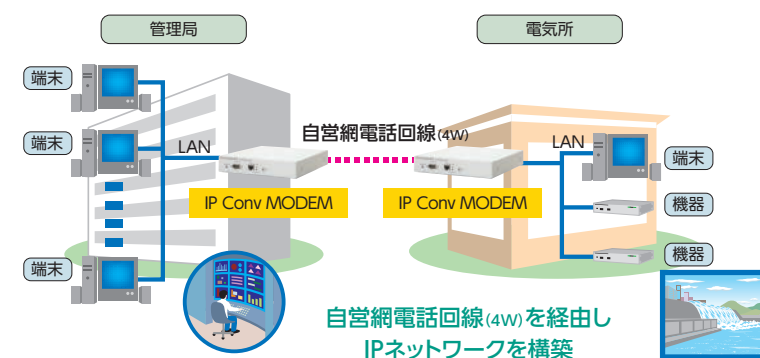 管理局
電気所
端末
端末
端末
LAN
自営網電話回線(4W)
LAN
端末
機器
機器
IP Conv MODEM
IP Conv MODEM
自営網電話回線(4W)を経由し
IPネットワークを構築